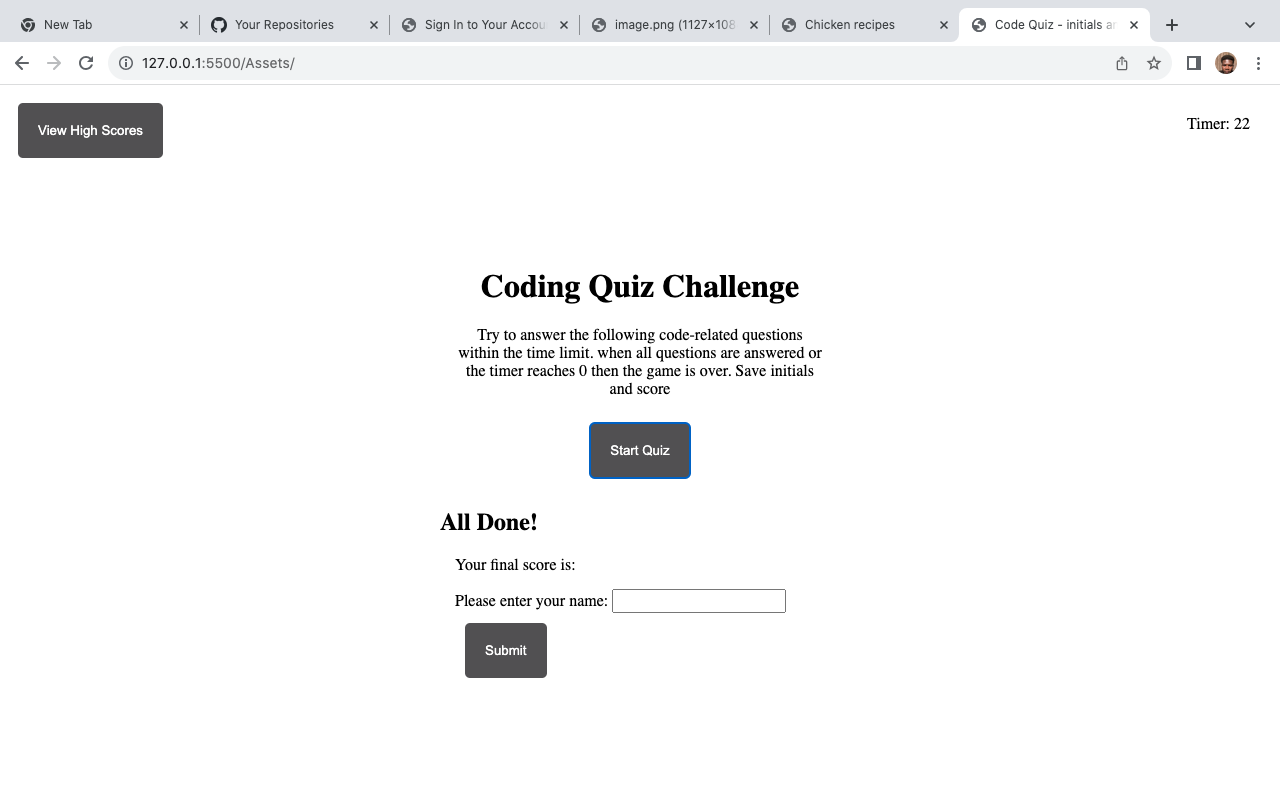 New Tab
Your Repositories
Sign In to Your Accou
image.png (1127×108
Chicken recipes
Code Quiz - initials a
127.0.0.1:5500/Assets/
View High Scores
Timer: 22
Coding Quiz Challenge
Try to answer the following code-related questions
within the time limit. when all questions are answered or
the timer reaches 0 then the game is over. Save initials
and score
Start Quiz
All Done!
Your final score is:
Please enter your name:
Submit